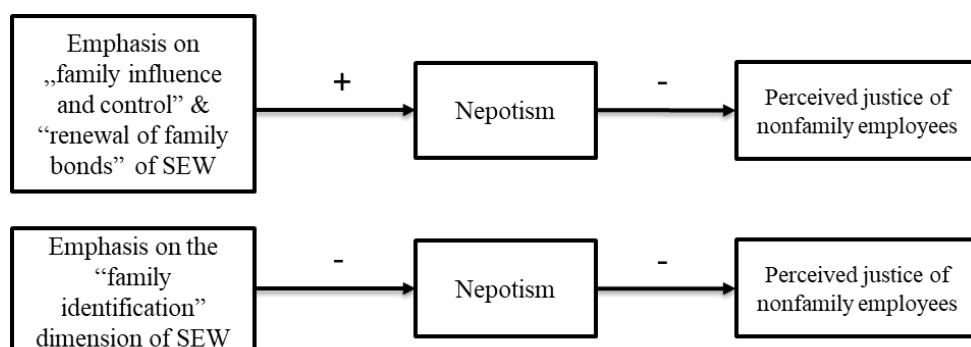 Emphasis on
„family influence
and control” &
“renewal of family
bonds” of SEW
+
Nepotism
-
Perceived justice of
nonfamily employees
Emphasis on the
“family
identification”
dimension of SEW
-
Nepotism
-
Perceived justice of
nonfamily employees